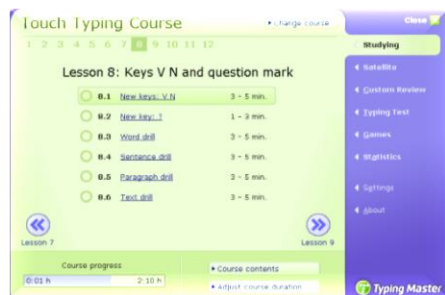 Touch Typing Course
• Change course
Close
1 2 3 4 5 6 7 8 9 10 11 12
Lesson 8: Keys V N and question mark
8.1 New keys: V N 3 - 5 min.
8.2 New key: ? 1 - 3 min.
8.3 Word drill 3 - 5 min.
8.4 Sentence drill 3 - 5 min.
8.5 Paragraph drill 3 - 5 min.
8.6 Text drill 3 - 5 min.
Lesson 7
Lesson 9
Course progress
0:01 h 2:10 h
• Course contents
• Adjust course duration
Studying
Satellite
Custom Review
Typing Test
Games
Statistics
Settings
About
Typing Master